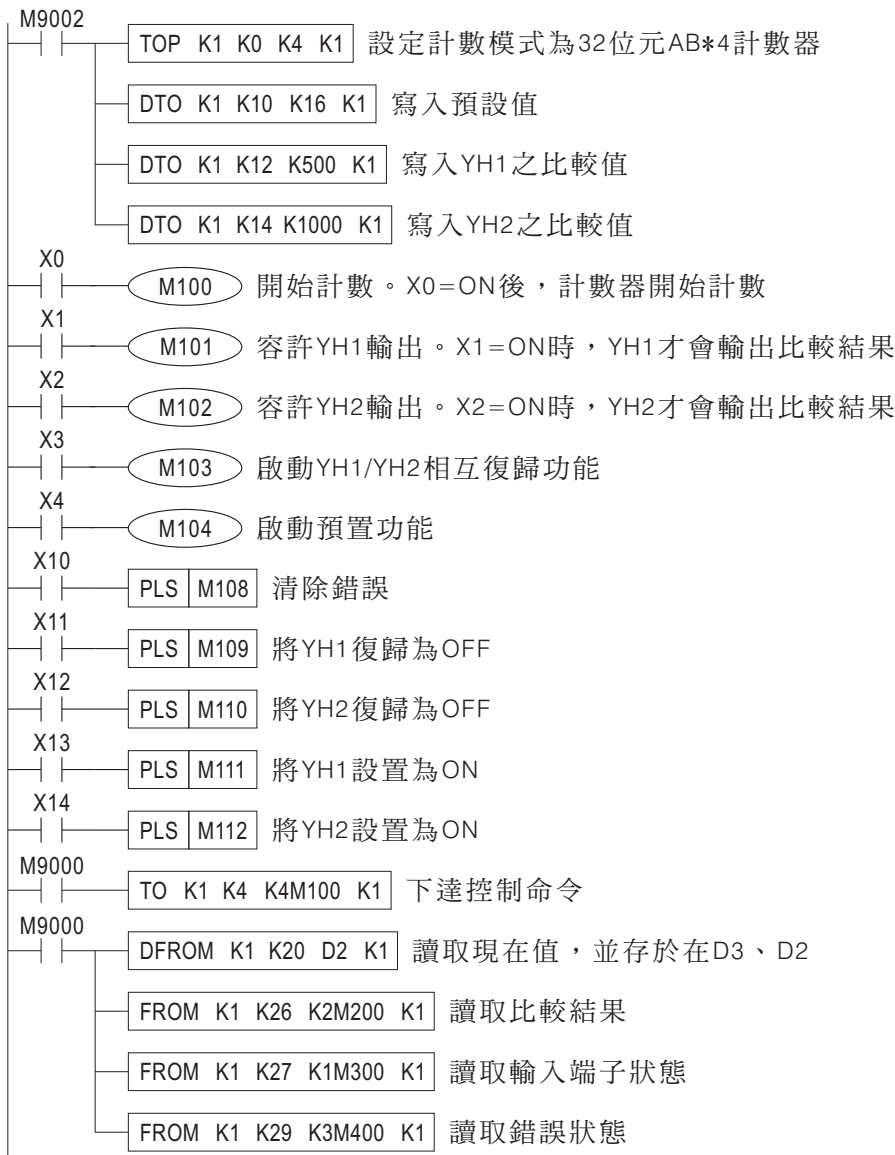 M9002
TOP K1 K0 K4 K1 設定計數模式為32位元AB*4計數器
DTO K1 K10 K16 K1 寫入預設值
DTO K1 K12 K500 K1 寫入YH1之比較值
DTO K1 K14 K1000 K1 寫入YH2之比較值
X0
M100 開始計數。X0=ON後，計數器開始計數
X1
M101 容許YH1輸出。X1=ON時，YH1才會輸出比較結果
X2
M102 容許YH2輸出。X2=ON時，YH2才會輸出比較結果
X3
M103 啟動YH1/YH2相互復歸功能
X4
M104 啟動預置功能
X10
PLS M108 清除錯誤
X11
PLS M109 將YH1復歸為OFF
X12
PLS M110 將YH2復歸為OFF
X13
PLS M111 將YH1設置為ON
X14
PLS M112 將YH2設置為ON
M9000
TO K1 K4 K4M100 K1 下達控制命令
M9000
DFROM K1 K20 D2 K1 讀取現在值，並存於在D3、D2
FROM K1 K26 K2M200 K1 讀取比較結果
FROM K1 K27 K1M300 K1 讀取輸入端子狀態
FROM K1 K29 K3M400 K1 讀取錯誤狀態